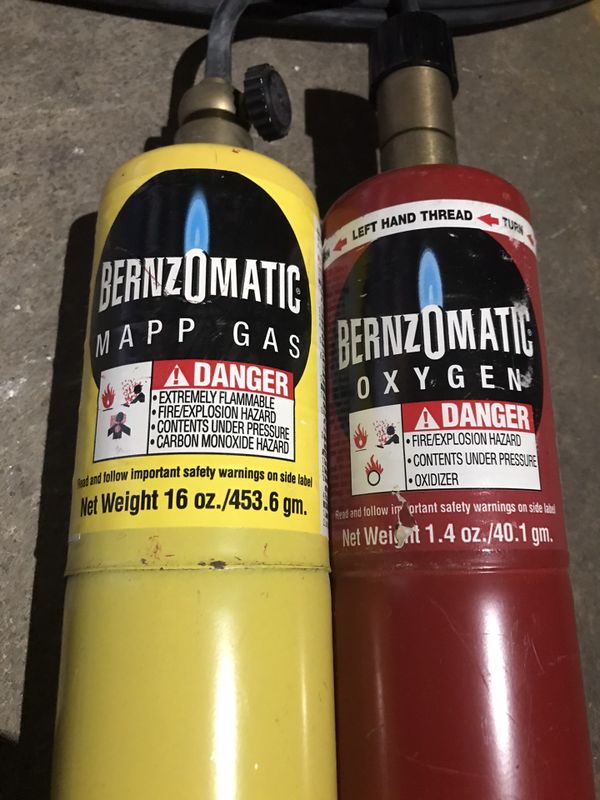 BERNZOMATIC®
MAPP GAS
DANGER
• EXTREMELY FLAMMABLE
• FIRE/EXPLOSION HAZARD
• CONTENTS UNDER PRESSURE
• CARBON MONOXIDE HAZARD
Read and follow important safety warnings on side label
Net Weight 16 oz./453.6 gm.
LEFT HAND THREAD TURN
BERNZOMATIC
OXYGEN
DANGER
• FIRE/EXPLOSION HAZARD
• CONTENTS UNDER PRESSURE
• OXIDIZER
Read and follow important safety warnings on side label
Net Weight 1.4 oz./40.1 gm.